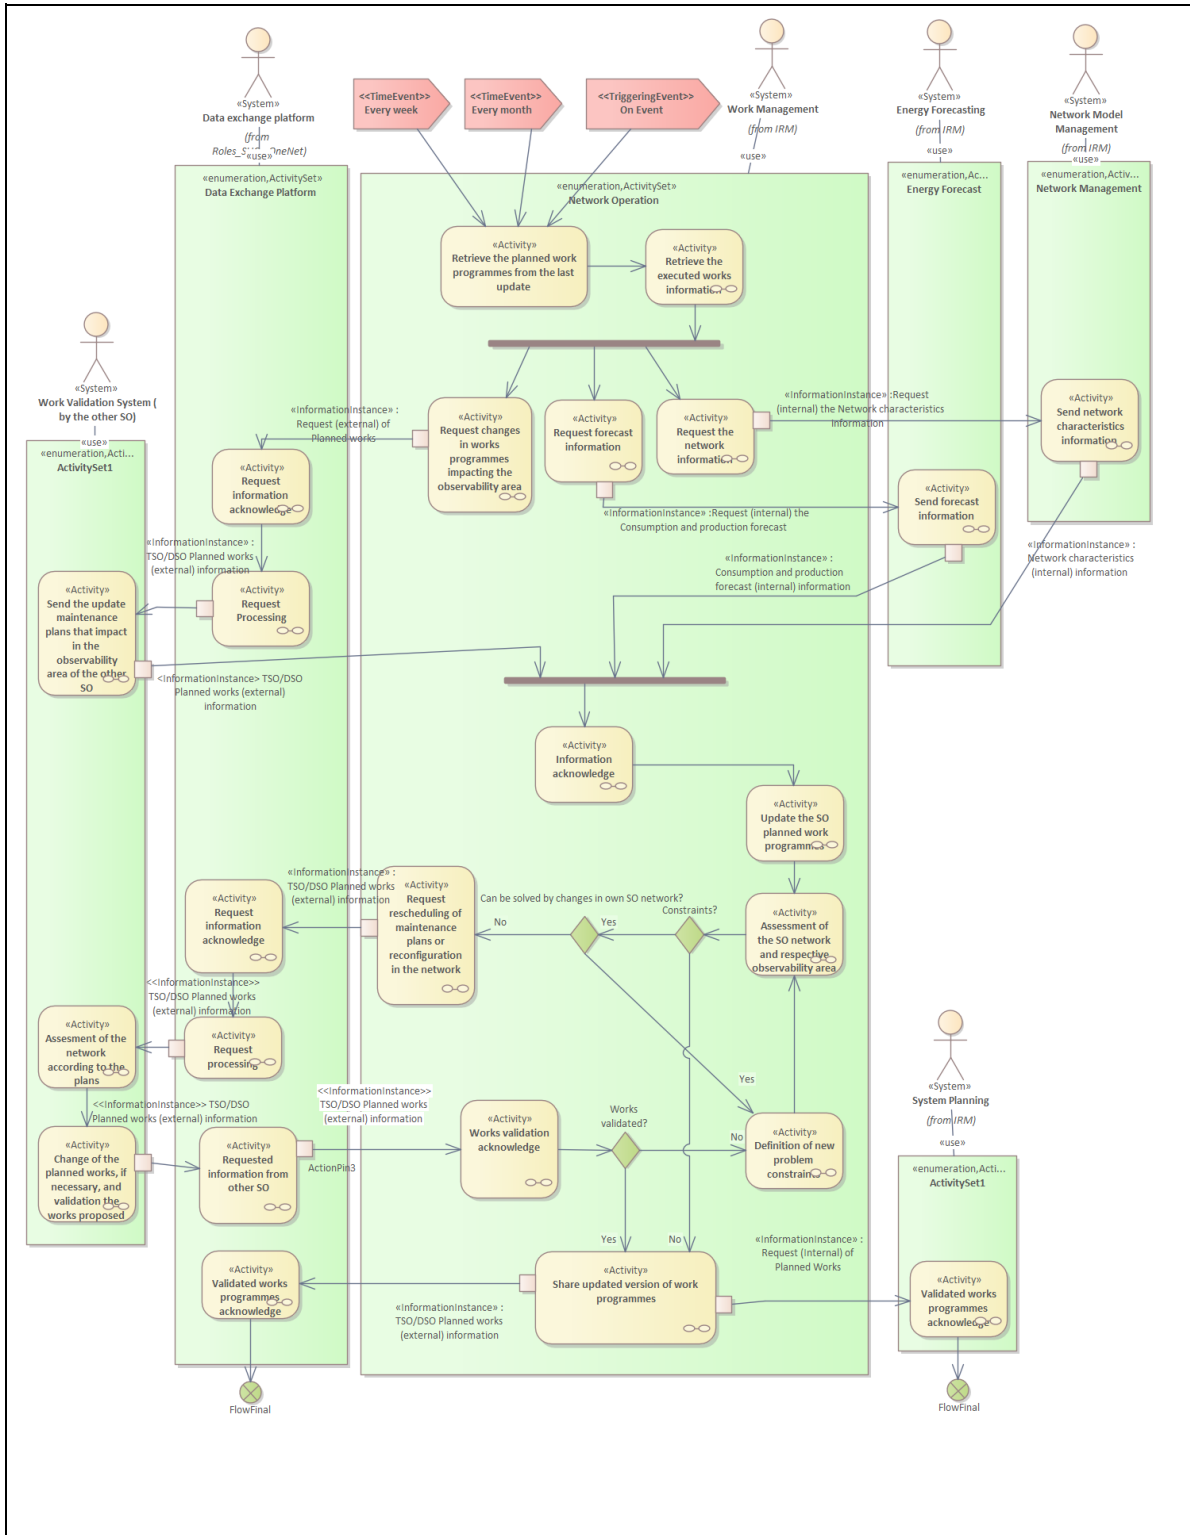 «System»
Data exchange platform
(from
Roles_
OneNet)
«use»
<<TimeEvent>>
Every week
<<TimeEvent>>
Every month
<<TriggeringEvent>>
On Event
«System»
Work Management
(from IRM)
«use»
«System»
Energy Forecasting
(from IRM)
«use»
«System»
Network Model
Management
(from IRM)
«use»
«enumeration,ActivitySet»
Data Exchange Platform
«enumeration,ActivitySet»
Network Operation
«enumeration,Ac...
Energy Forecast
«enumeration,Activ...
Network Management
«Activity»
Retrieve the planned work
programmes from the last
update
«Activity»
Retrieve the
executed works
information
«System»
Work Validation System (
by the other SO)
«use»
«enumeration,Acti...
ActivitySet1
«InformationInstance» :
Request (external) of
Planned works
«Activity»
Request changes
in works
programmes
impacting the
observability area
«Activity»
Request forecast
information
«Activity»
Request the
network
information
«InformationInstance» :Request
(internal) the Network characteristics
information
«Activity»
Send network
characteristics
information
«Activity»
Request
information
acknowledge
«InformationInstance» :Request (internal) the
Consumption and production forecast
«Activity»
Send forecast
information
«InformationInstance» :
TSO/DSO Planned works
(external) information
«InformationInstance» :
Consumption and production
forecast (internal) information
«InformationInstance» :
Network characteristics
(internal) information
«Activity»
Send the update
maintenance
plans that impact
in the
observability
area of the other
SO
«Activity»
Request
Processing
<InformationInstance> TSO/DSO
Planned works (external)
information
«Activity»
Information
acknowledge
«Activity»
Update the SO
planned work
programmes
«InformationInstance» :
TSO/DSO Planned works
(external) information
«Activity»
Request
information
acknowledge
«Activity»
Request
rescheduling of
maintenance
plans or
reconfiguration
in the network
Can be solved by changes in own SO network?
No
Yes
Constraints?
«Activity»
Assessment of
the SO network
and respective
observability area
<<InformationInstance>>
TSO/DSO Planned works
(external) information
«Activity»
Assesment of the
network
according to the
plans
«Activity»
Request
processing
<<InformationInstance>> TSO/DSO
Planned works (external) information
<<InformationInstance>>
TSO/DSO Planned works
(external) information
Yes
«Activity»
Change of the
planned works, if
necessary, and
validation the
works proposed
«Activity»
Requested
information from
other SO
ActionPin3
«Activity»
Works validation
acknowledge
Works
validated?
No
«Activity»
Definition of new
problem
constraints
«System»
System Planning
(from IRM)
«use»
«enumeration,Acti...
ActivitySet1
Yes
No
«InformationInstance» :
Request (Internal) of
Planned Works
«Activity»
Validated works
programmes
acknowledge
«InformationInstance» :
TSO/DSO Planned works
(external) information
«Activity»
Share updated version of work
programmes
«Activity»
Validated works
programmes
acknowledge
FlowFinal
FlowFinal